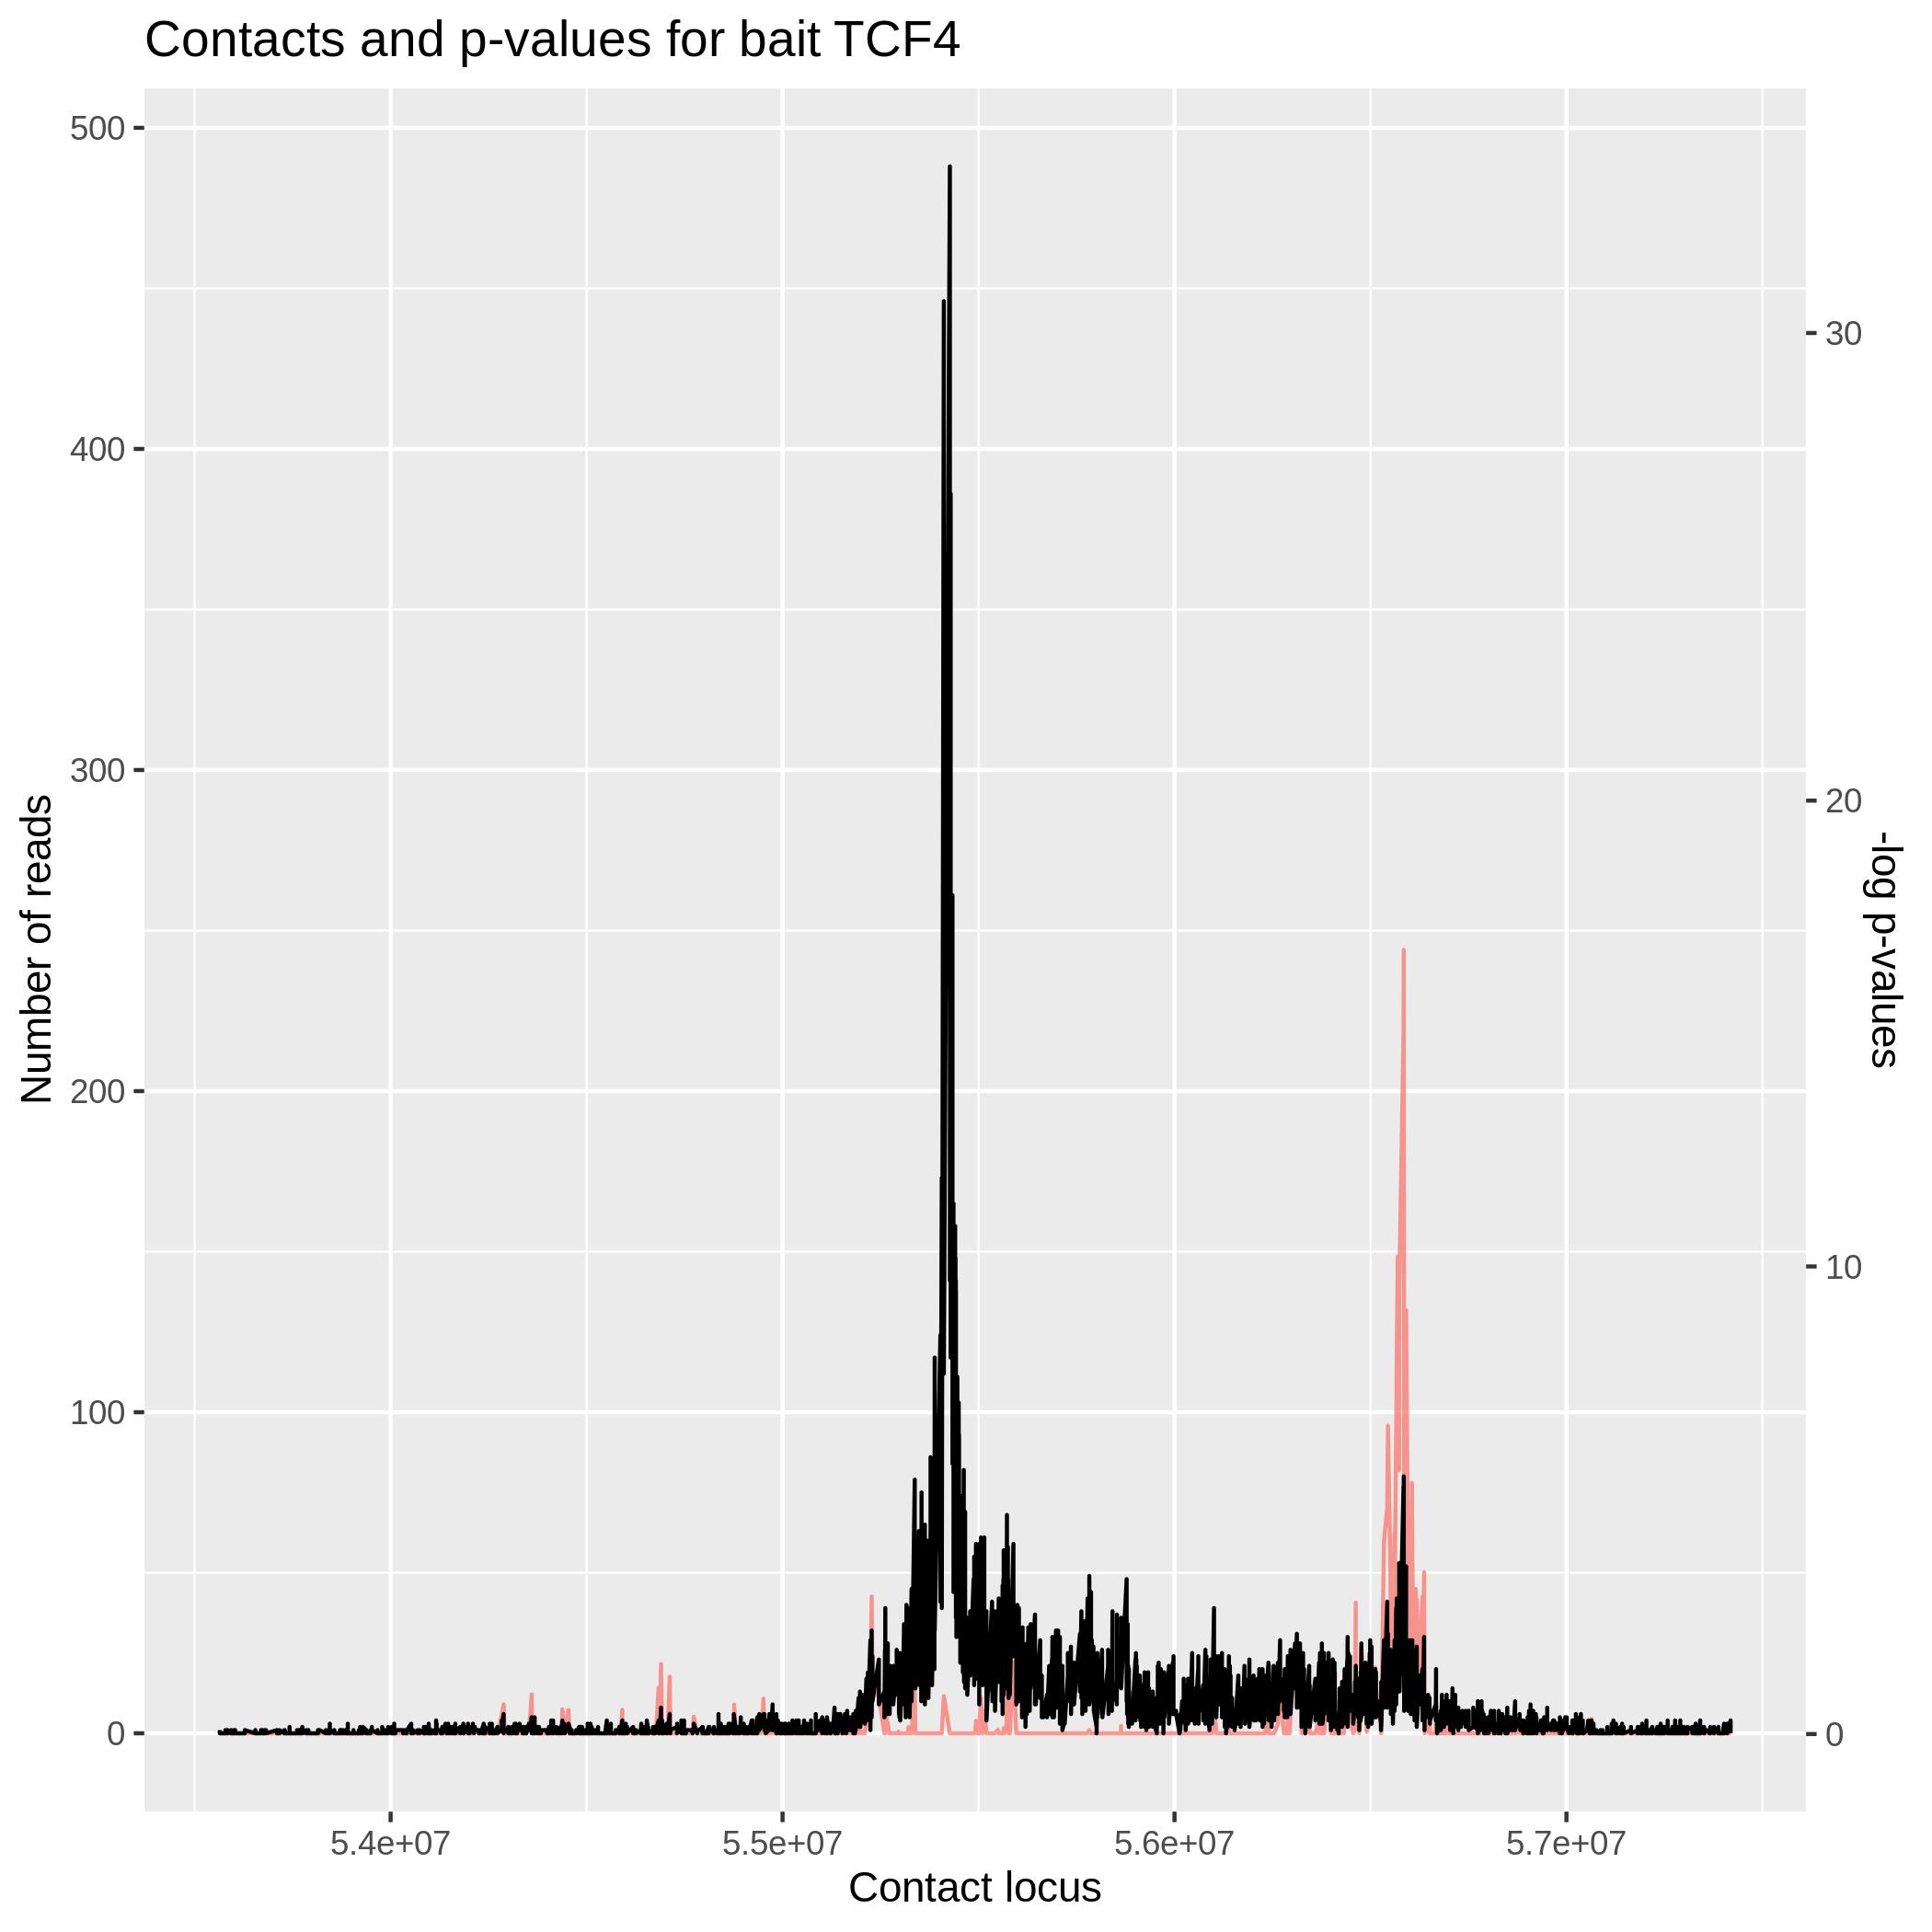 Contacts and p-values for bait TCF4
500
400
300
200
100
0
Number of reads
30
20
10
0
-log p-values
5.4e+07 5.5e+07 5.6e+07 5.7e+07
Contact locus